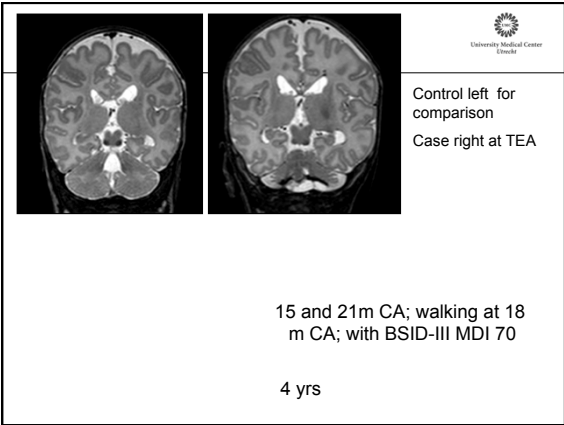 UMC
University Medical Center
Utrecht
Control left for
comparison
Case right at TEA
15 and 21m CA; walking at 18
m CA; with BSID-III MDI 70
4 yrs